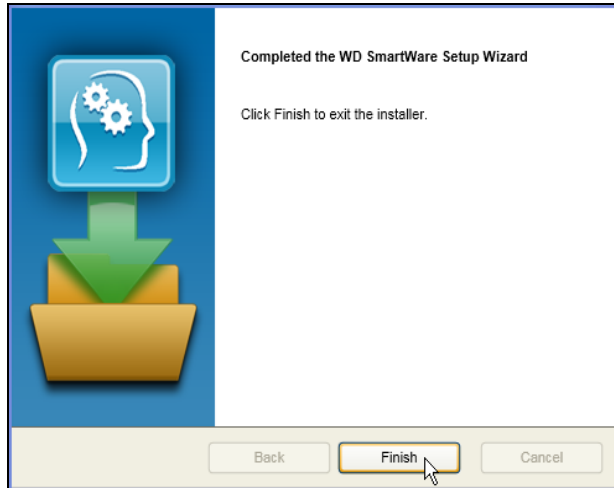 Completed the WD SmartWare Setup Wizard
Click Finish to exit the installer.
Back
Finish
Cancel